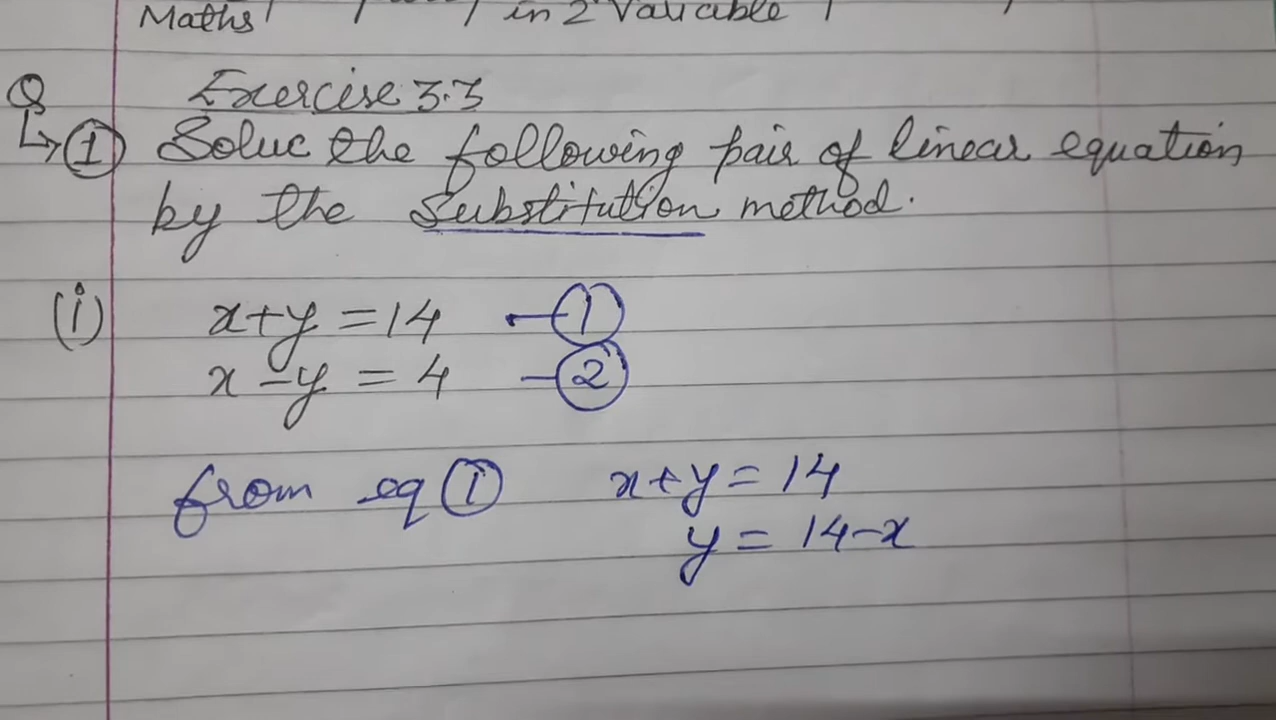 Maths in 2 Variable
Q Exercise 3.3
① Solve the following pair of linear equation
by the substitution method.
(i) x+y = 14 — ①
x - y = 4 — ②
from eq ① x+y = 14
y = 14-x